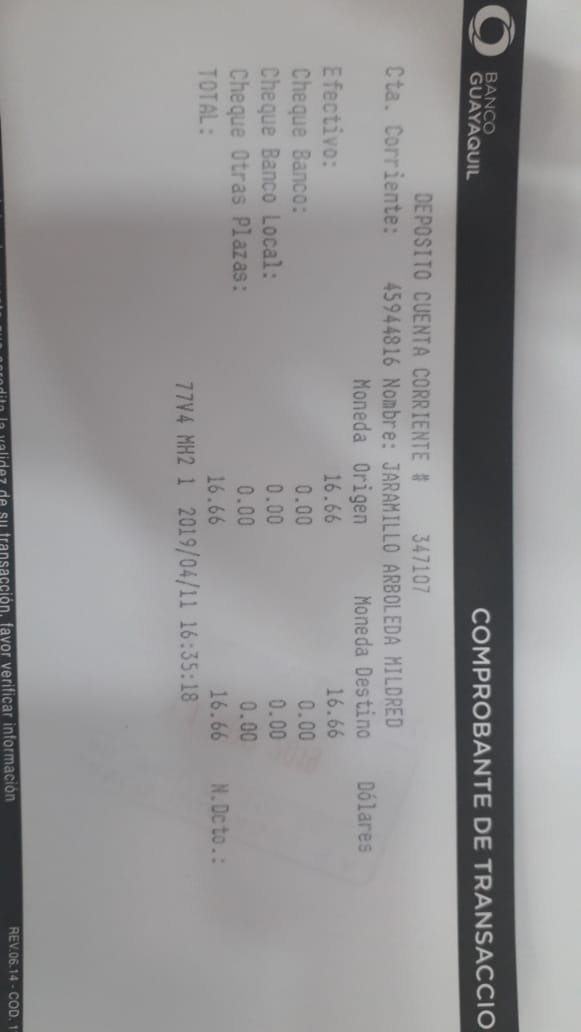 BANCO
GUAYAQUIL
COMPROBANTE DE TRANSACCIO
DEPOSITO CUENTA CORRIENTE # 347107
Cta. Corriente: 45944816 Nombre: JARAMILLO ARBOLEDA MILDRED
Moneda Origen Moneda Destino Dólares
Efectivo: 16.66 16.66
Cheque Banco: 0.00 0.00
Cheque Banco Local: 0.00 0.00
Cheque Otras Plazas: 0.00 0.00
TOTAL: 16.66 16.66 N.Dcto.:
77V4 MH2 1 2019/04/11 16:35:18
la validez de su transacción, favor verificar información
REV.06.14 - COD. 1